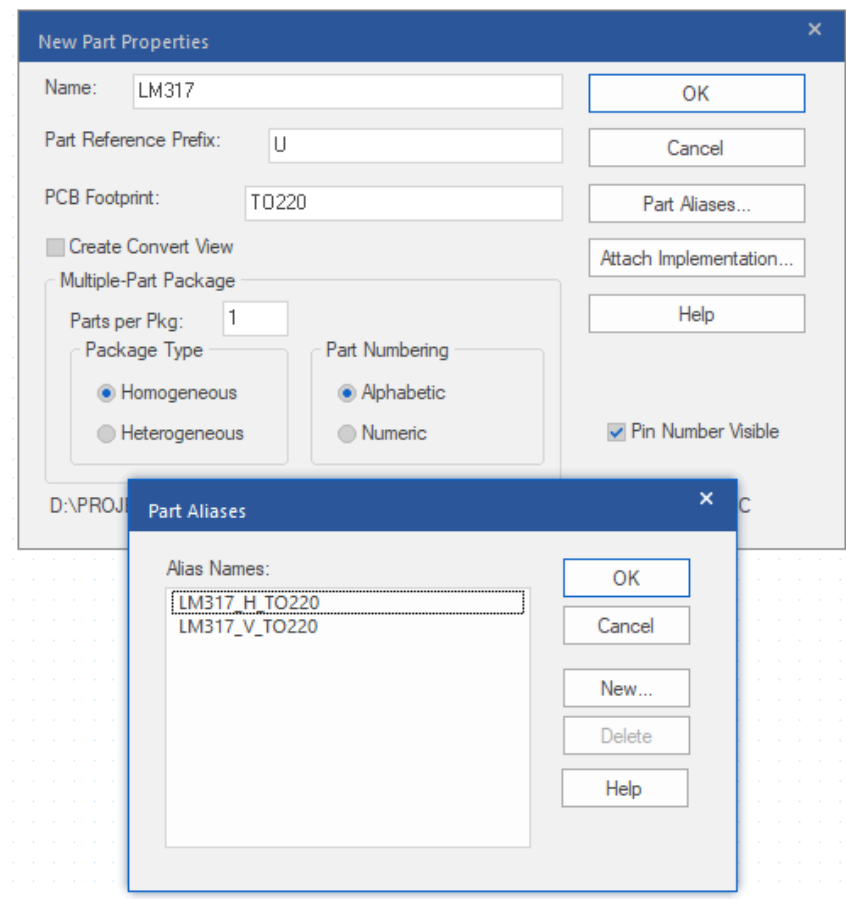 New Part Properties
Name: LM317
OK
Part Reference Prefix: U
Cancel
PCB Footprint: TO220
Part Aliases...
Create Convert View
Attach Implementation...
Multiple-Part Package
Parts per Pkg: 1
Help
Package Type
Part Numbering
Homogeneous
Alphabetic
Heterogeneous
Numeric
Pin Number Visible
D:\PROJ
C
Part Aliases
Alias Names:
OK
LM317_H_TO220
LM317_V_TO220
Cancel
New...
Delete
Help